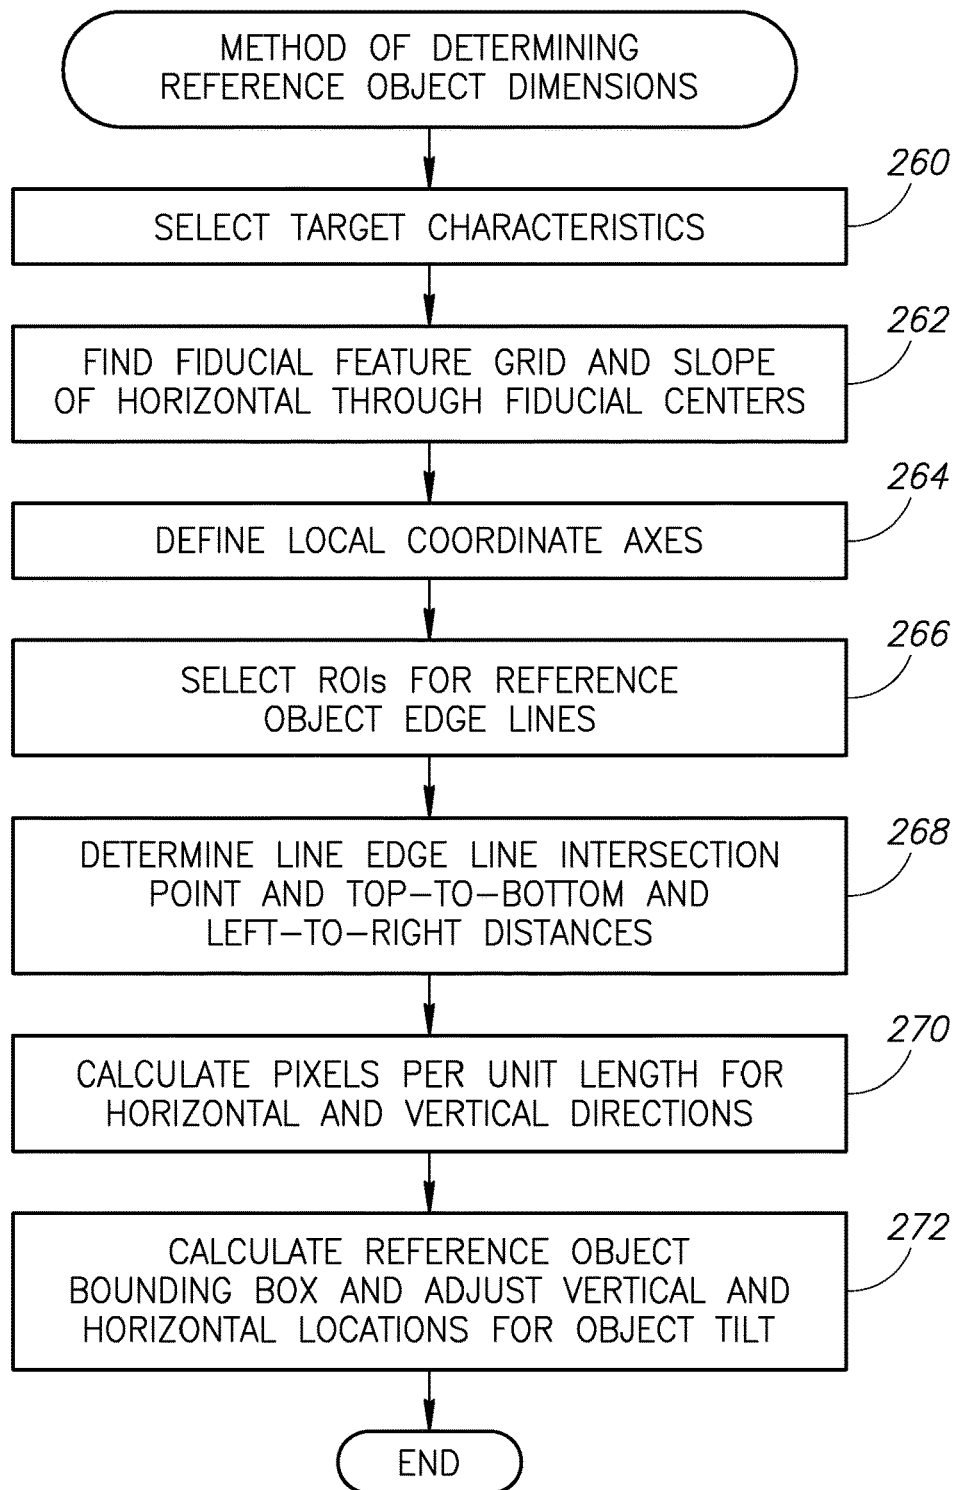 METHOD OF DETERMINING
REFERENCE OBJECT DIMENSIONS
260
SELECT TARGET CHARACTERISTICS
262
FIND FIDUCIAL FEATURE GRID AND SLOPE
OF HORIZONTAL THROUGH FIDUCIAL CENTERS
264
DEFINE LOCAL COORDINATE AXES
266
SELECT ROIs FOR REFERENCE
OBJECT EDGE LINES
268
DETERMINE LINE EDGE LINE INTERSECTION
POINT AND TOP-TO-BOTTOM AND
LEFT-TO-RIGHT DISTANCES
270
CALCULATE PIXELS PER UNIT LENGTH FOR
HORIZONTAL AND VERTICAL DIRECTIONS
272
CALCULATE REFERENCE OBJECT
BOUNDING BOX AND ADJUST VERTICAL AND
HORIZONTAL LOCATIONS FOR OBJECT TILT
END